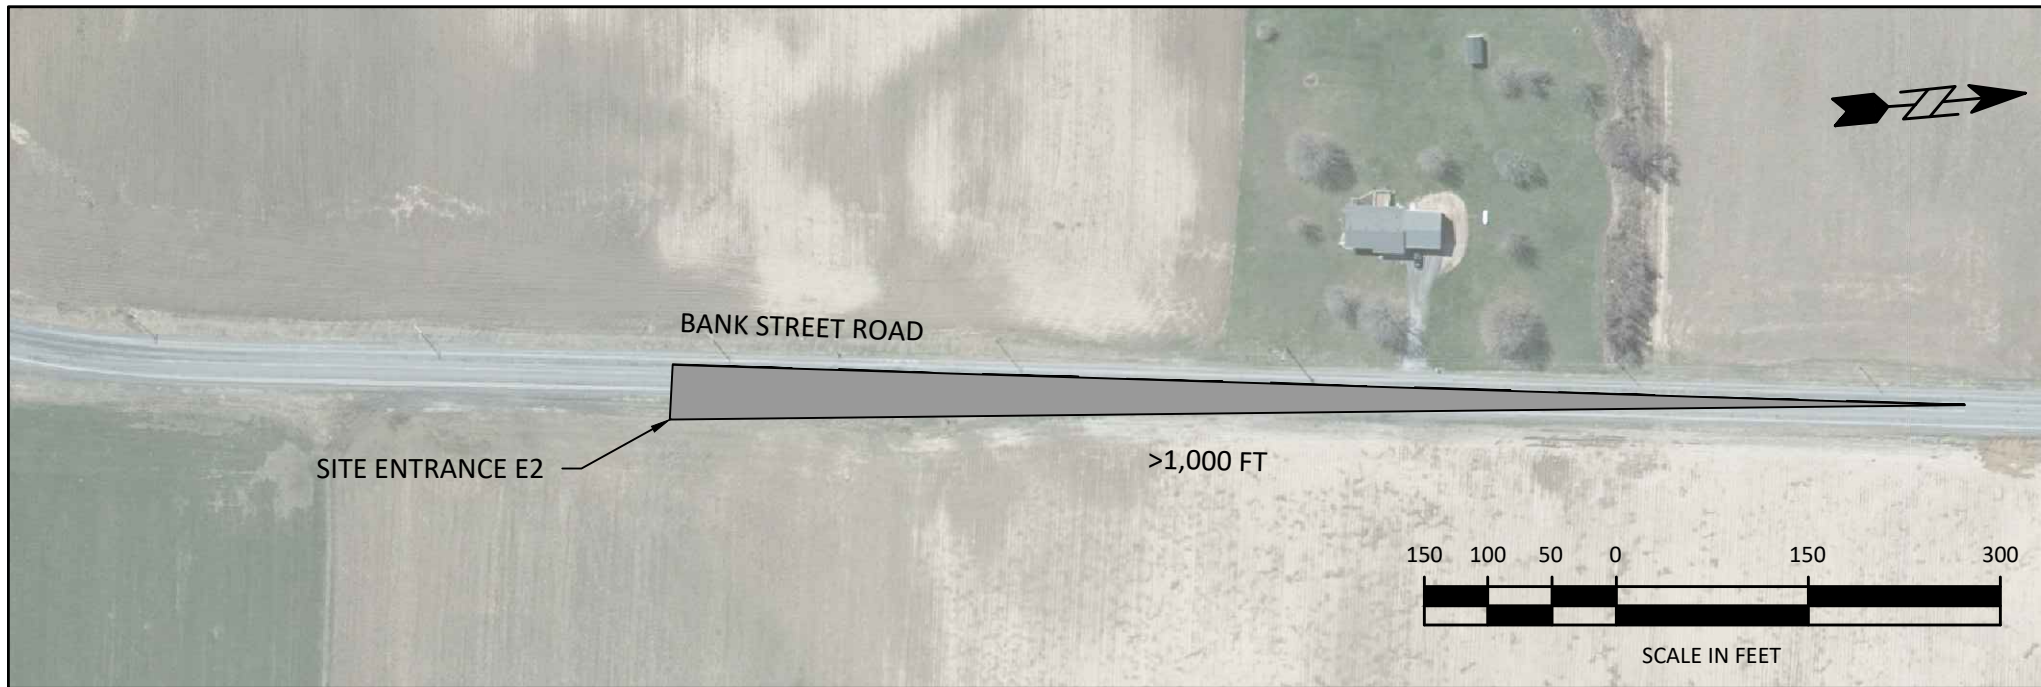 BANK STREET ROAD
SITE ENTRANCE E2
>1,000 FT
150 100 50 0 150 300
SCALE IN FEET